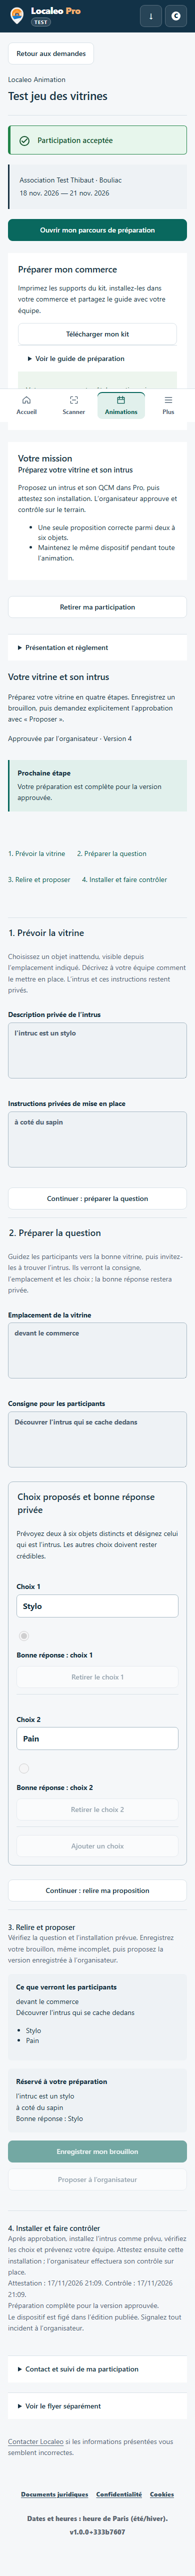 Localeo Pro
TEST
Retour aux demandes
Localeo Animation
Test jeu des vitrines
Participation acceptée
Association Test Thibaut · Bouliac
18 nov. 2026 — 21 nov. 2026
Ouvrir mon parcours de préparation
Préparer mon commerce
Imprimez les supports du kit, installez-les dans
votre commerce et partagez le guide avec votre
équipe.
Télécharger mon kit
Voir le guide de préparation
Accueil
Scanner
Animations
Plus
Votre mission
Préparez votre vitrine et son intrus
Proposez un intrus et son QCM dans Pro, puis
attestez son installation. L'organisateur approuve et
contrôle sur le terrain.
Une seule proposition correcte parmi deux à
six objets.
Maintenez le même dispositif pendant toute
l'animation.
Retirer ma participation
Présentation et règlement
Votre vitrine et son intrus
Préparez votre vitrine en quatre étapes. Enregistrez un
brouillon, puis demandez explicitement l'approbation
avec « Proposer ».
Approuvée par l'organisateur · Version 4
Prochaine étape
Votre préparation est complète pour la version
approuvée.
1. Prévoir la vitrine
2. Préparer la question
3. Relire et proposer
4. Installer et faire contrôler
1. Prévoir la vitrine
Choisissez un objet inattendu, visible depuis
l'emplacement indiqué. Décrivez à votre équipe comment
le mettre en place. L'intrus et ces instructions restent
privés.
Description privée de l'intrus
l'intruc est un stylo
Instructions privées de mise en place
à coté du sapin
Continuer : préparer la question
2. Préparer la question
Guidez les participants vers la bonne vitrine, puis invitez-
les à trouver l'intrus. Ils verront la consigne,
l'emplacement et les choix ; la bonne réponse restera
privée.
Emplacement de la vitrine
devant le commerce
Consigne pour les participants
Découvrer l'intrus qui se cache dedans
Choix proposés et bonne réponse
privée
Prévoyez deux à six objets distincts et désignez celui
qui est l'intrus. Les autres choix doivent rester
crédibles.
Choix 1
Stylo
Bonne réponse : choix 1
Retirer le choix 1
Choix 2
Pain
Bonne réponse : choix 2
Retirer le choix 2
Ajouter un choix
Continuer : relire ma proposition
3. Relire et proposer
Vérifiez la question et l'installation prévue. Enregistrez
votre brouillon, même incomplet, puis proposez la
version enregistrée à l'organisateur.
Ce que verront les participants
devant le commerce
Découvrer l'intrus qui se cache dedans
Stylo
Pain
Réservé à votre préparation
l'intruc est un stylo
à coté du sapin
Bonne réponse : Stylo
Enregistrer mon brouillon
Proposer à l'organisateur
4. Installer et faire contrôler
Après approbation, installez l'intrus comme prévu, vérifiez
les choix et prévenez votre équipe. Attestez ensuite cette
installation ; l'organisateur effectuera son contrôle sur
place.
Attestation : 17/11/2026 21:09. Contrôle : 17/11/2026
21:09.
Préparation complète pour la version approuvée.
Le dispositif est figé dans l'édition publiée. Signalez tout
incident à l'organisateur.
Contact et suivi de ma participation
Voir le flyer séparément
Contacter Localeo si les informations présentées vous
semblent incorrectes.
Documents juridiques
Confidentialité
Cookies
Dates et heures : heure de Paris (été/hiver).
v1.0.0+333b7607